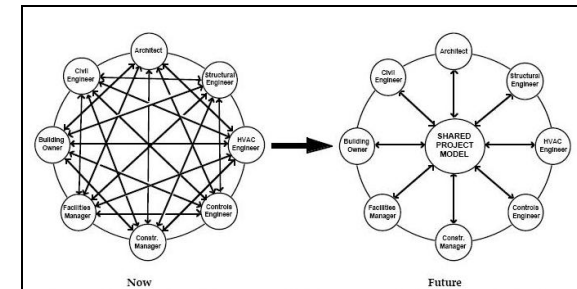 Architect
Civil
Engineer
Structural
Engineer
Building
Owner
HVAC
Engineer
Facilities
Manager
Controls
Engineer
Constr.
Manager
Now
Architect
Civil
Engineer
Structural
Engineer
Building
Owner
SHARED
PROJECT
MODEL
HVAC
Engineer
Facilities
Manager
Controls
Engineer
Constr.
Manager
Future